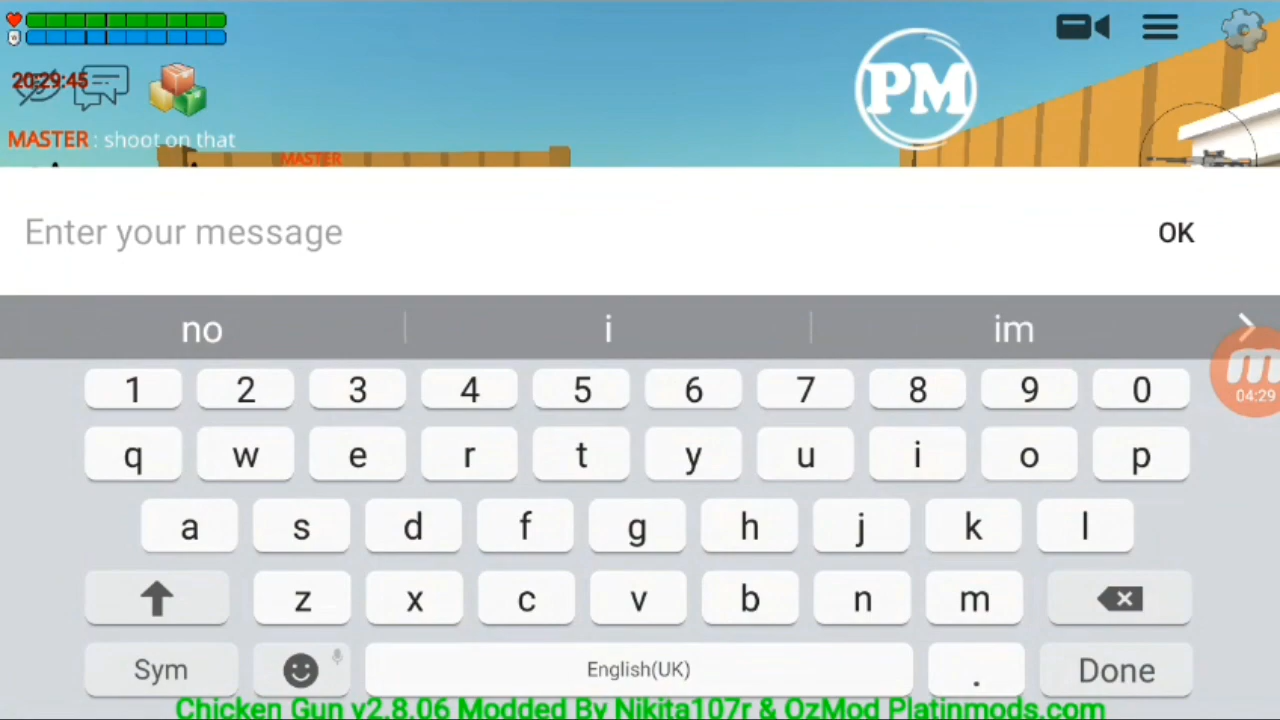 20:29:45
PM
MASTER : shoot on that
MASTER
Enter your message
OK
no i im
04:29
1 2 3 4 5 6 7 8 9 0
q w e r t y u i o p
a s d f g h j k l
z x c v b n m
Sym English(UK) . Done
Chicken Gun v2.8.06 Modded By Nikita107r & OzMod Platinmods.com